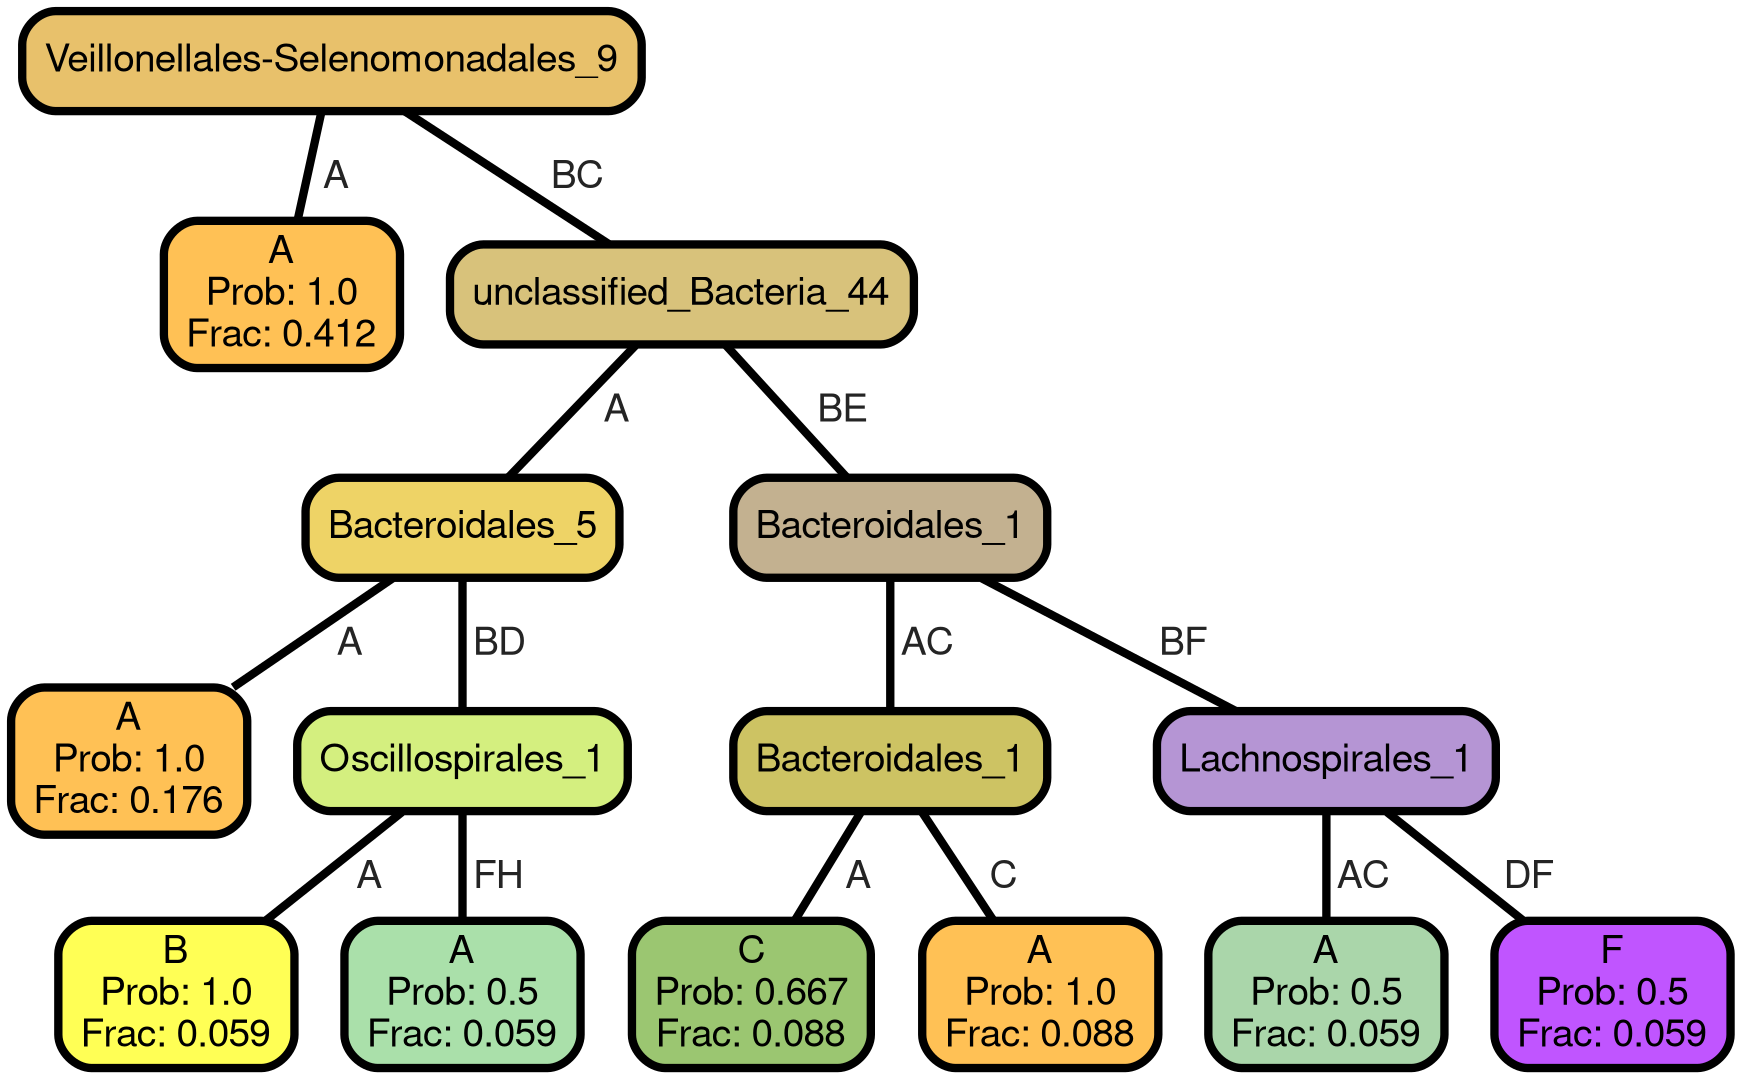 Veillonellales-Selenomonadales_9
A
BC
A
Prob: 1.0
Frac: 0.412
unclassified_Bacteria_44
A
BE
Bacteroidales_5
Bacteroidales_1
A
BD
AC
BF
A
Prob: 1.0
Frac: 0.176
Oscillospirales_1
Bacteroidales_1
Lachnospirales_1
A
FH
A
C
AC
DF
B
Prob: 1.0
Frac: 0.059
A
Prob: 0.5
Frac: 0.059
C
Prob: 0.667
Frac: 0.088
A
Prob: 1.0
Frac: 0.088
A
Prob: 0.5
Frac: 0.059
F
Prob: 0.5
Frac: 0.059